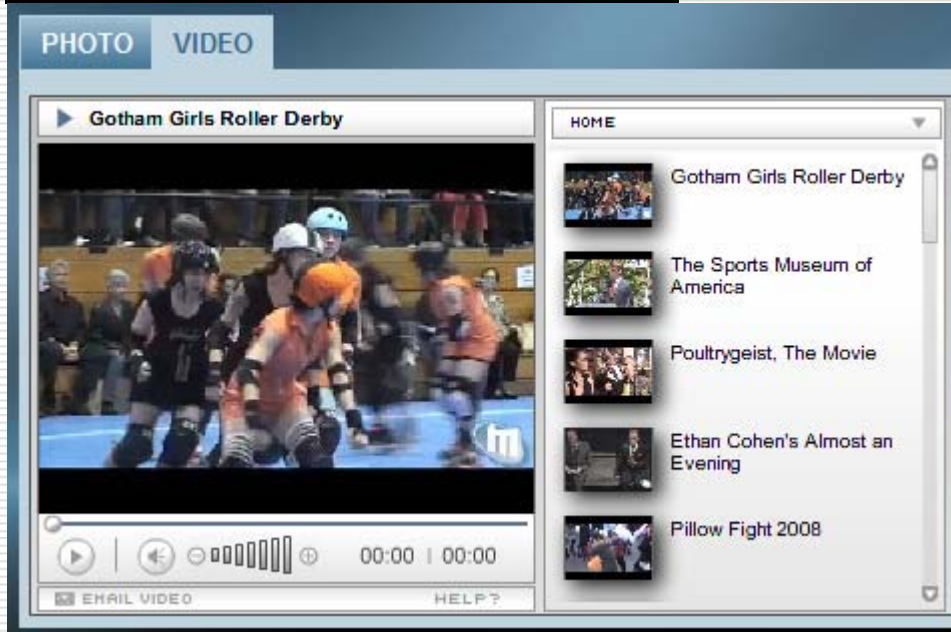 PHOTO VIDEO
Gotham Girls Roller Derby
HOME
Gotham Girls Roller Derby
The Sports Museum of
America
Poultrygeist, The Movie
Ethan Cohen's Almost an
Evening
Pillow Fight 2008
m
00:00 | 00:00
EMAIL VIDEO
HELP?